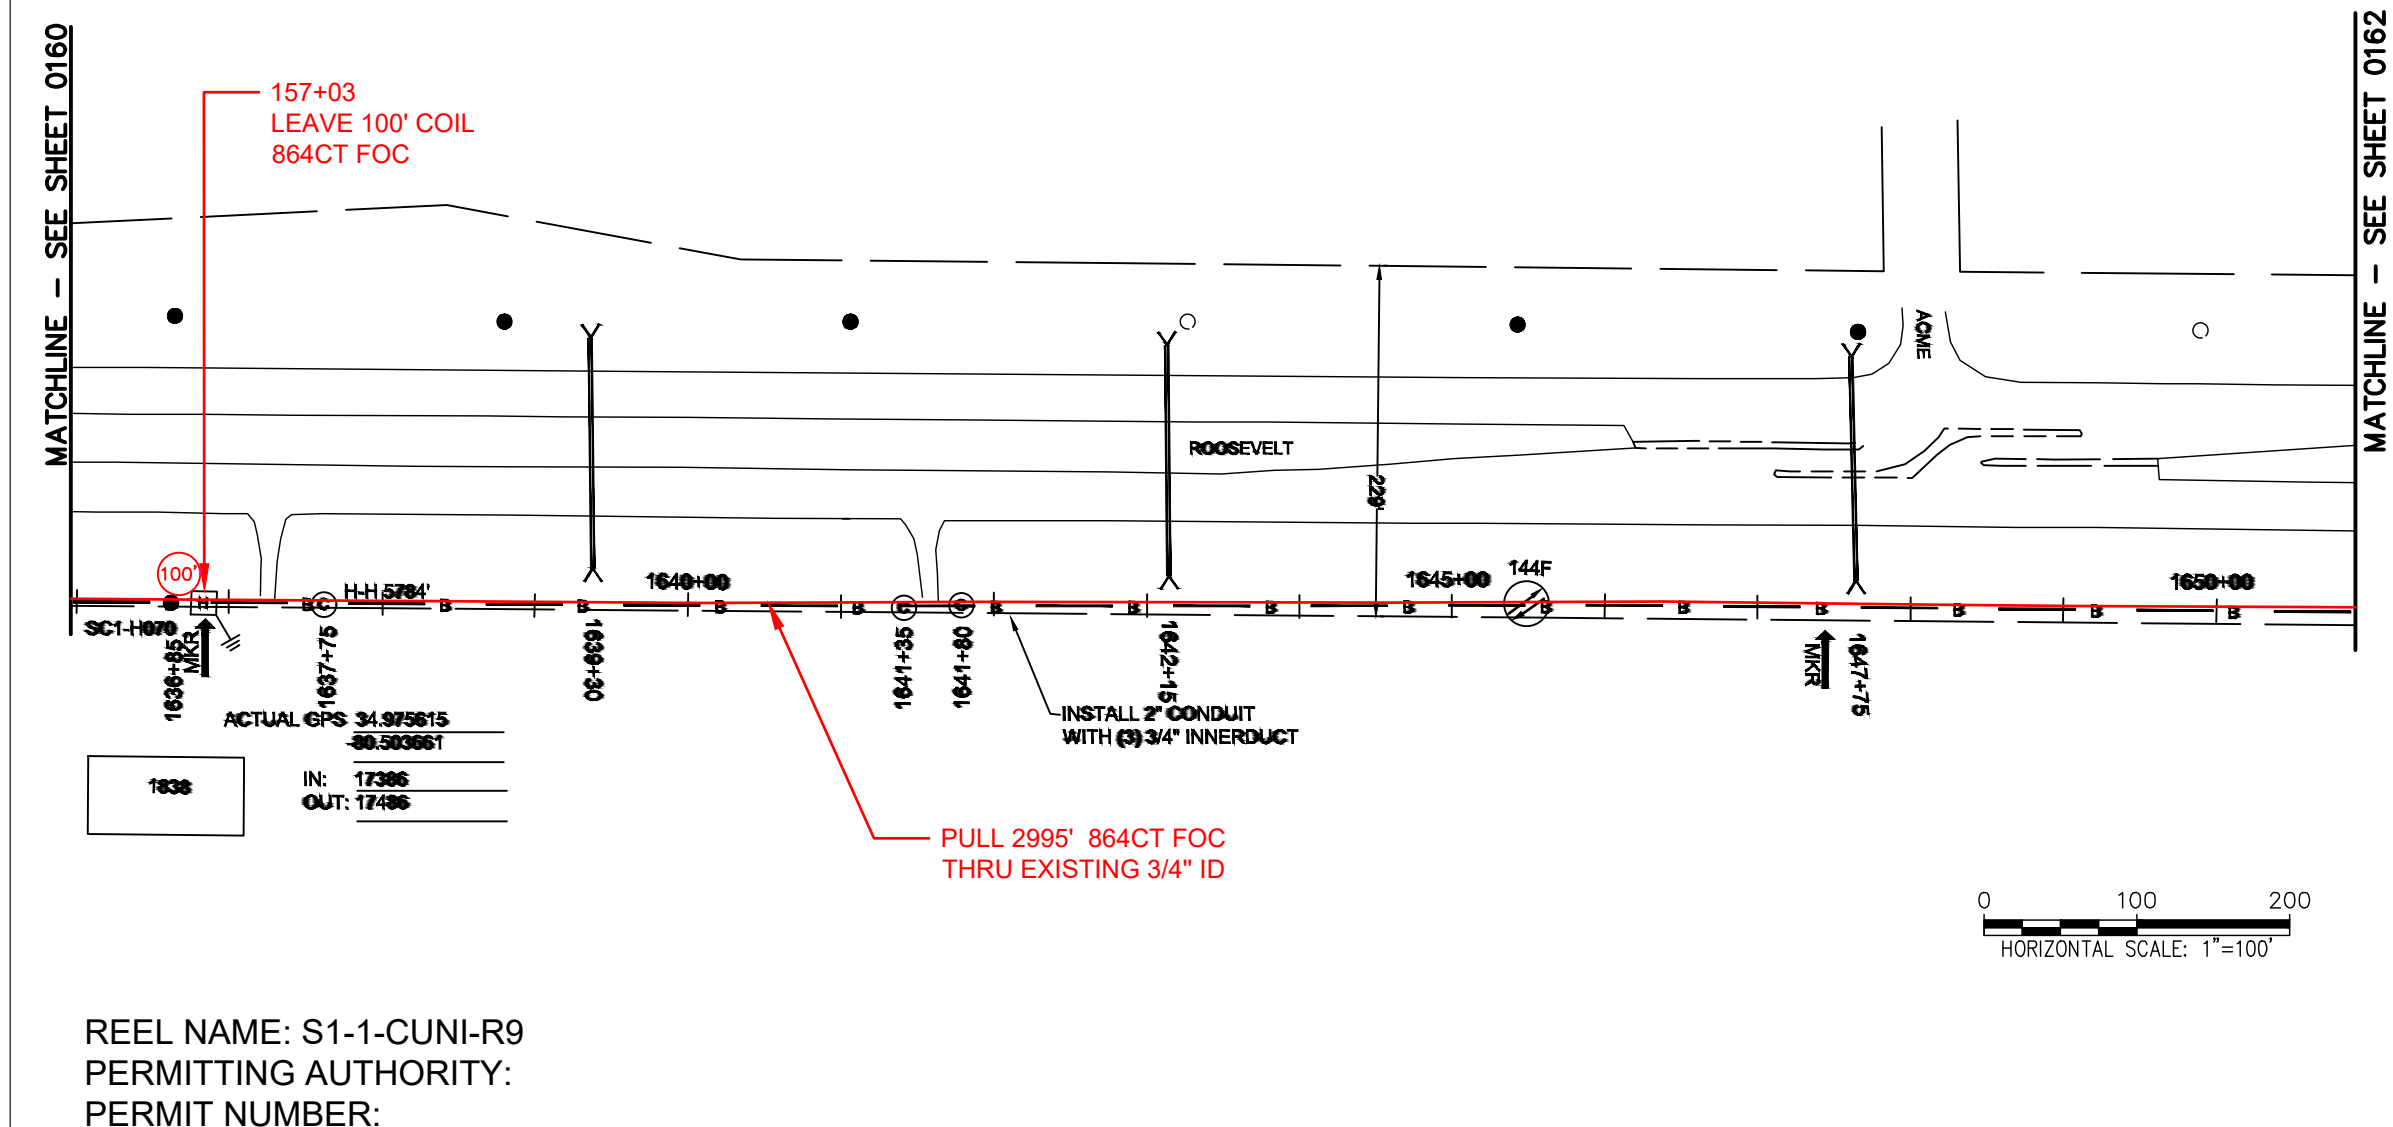 MATCHLINE - SEE SHEET 0160
MATCHLINE - SEE SHEET 0162
157+03
LEAVE 100' COIL
864CT FOC
ACME
ROOSEVELT
229'
100'
H
C
H-H 5784'
1640+00
1645+00
144F
1650+00
B B B B B B B B B B B B B B B
C
C
SC1-H070
1636+85
MKR
1637+75
1639+30
1641+35
1641+80
1642+15
MKR
1647+75
ACTUAL GPS 34.975615
-80.503661
INSTALL 2" CONDUIT
WITH (3) 3/4" INNERDUCT
1838
IN: 17386
OUT: 17486
PULL 2995' 864CT FOC
THRU EXISTING 3/4" ID
0 100 200
HORIZONTAL SCALE: 1"=100'
REEL NAME: S1-1-CUNI-R9
PERMITTING AUTHORITY:
PERMIT NUMBER: